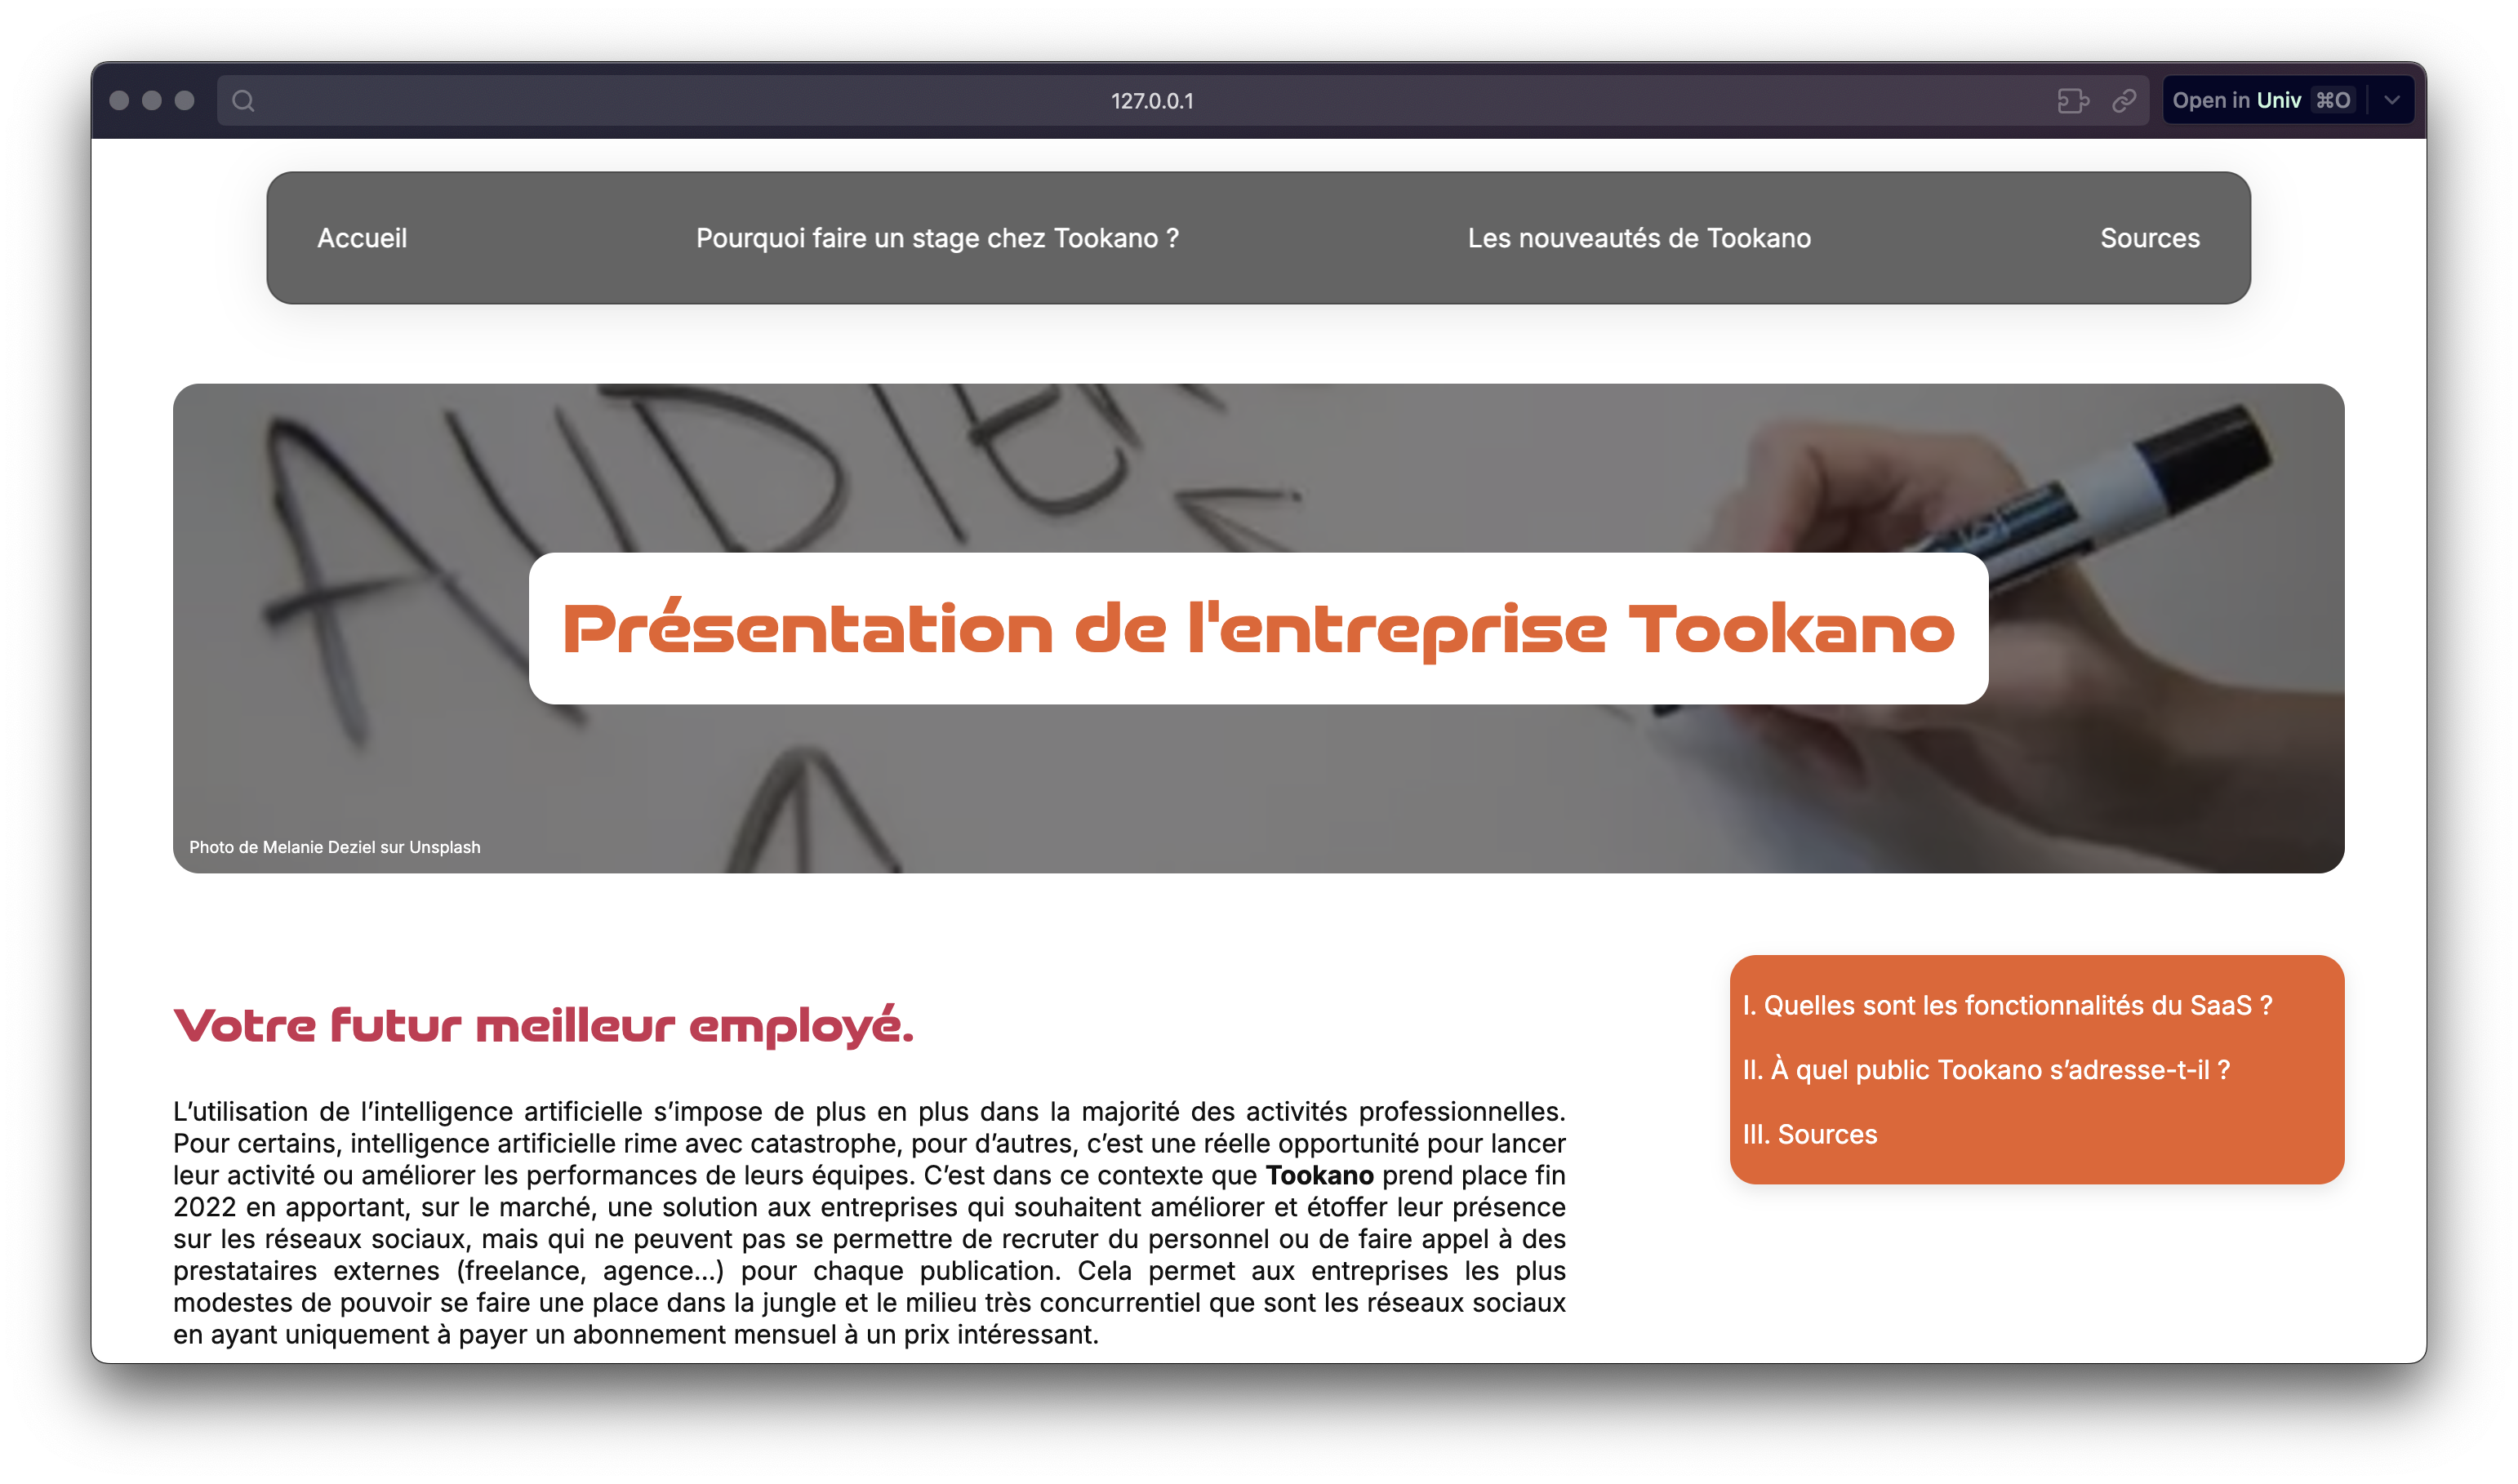 127.0.0.1
Open in Univ ⌘O
Accueil
Pourquoi faire un stage chez Tookano ?
Les nouveautés de Tookano
Sources
Présentation de l'entreprise Tookano
Photo de Melanie Deziel sur Unsplash
Votre futur meilleur employé.
L’utilisation de l’intelligence artificielle s’impose de plus en plus dans la majorité des activités professionnelles.
Pour certains, intelligence artificielle rime avec catastrophe, pour d’autres, c’est une réelle opportunité pour lancer
leur activité ou améliorer les performances de leurs équipes. C’est dans ce contexte que Tookano prend place fin
2022 en apportant, sur le marché, une solution aux entreprises qui souhaitent améliorer et étoffer leur présence
sur les réseaux sociaux, mais qui ne peuvent pas se permettre de recruter du personnel ou de faire appel à des
prestataires externes (freelance, agence...) pour chaque publication. Cela permet aux entreprises les plus
modestes de pouvoir se faire une place dans la jungle et le milieu très concurrentiel que sont les réseaux sociaux
en ayant uniquement à payer un abonnement mensuel à un prix intéressant.
I. Quelles sont les fonctionnalités du SaaS ?
II. À quel public Tookano s’adresse-t-il ?
III. Sources